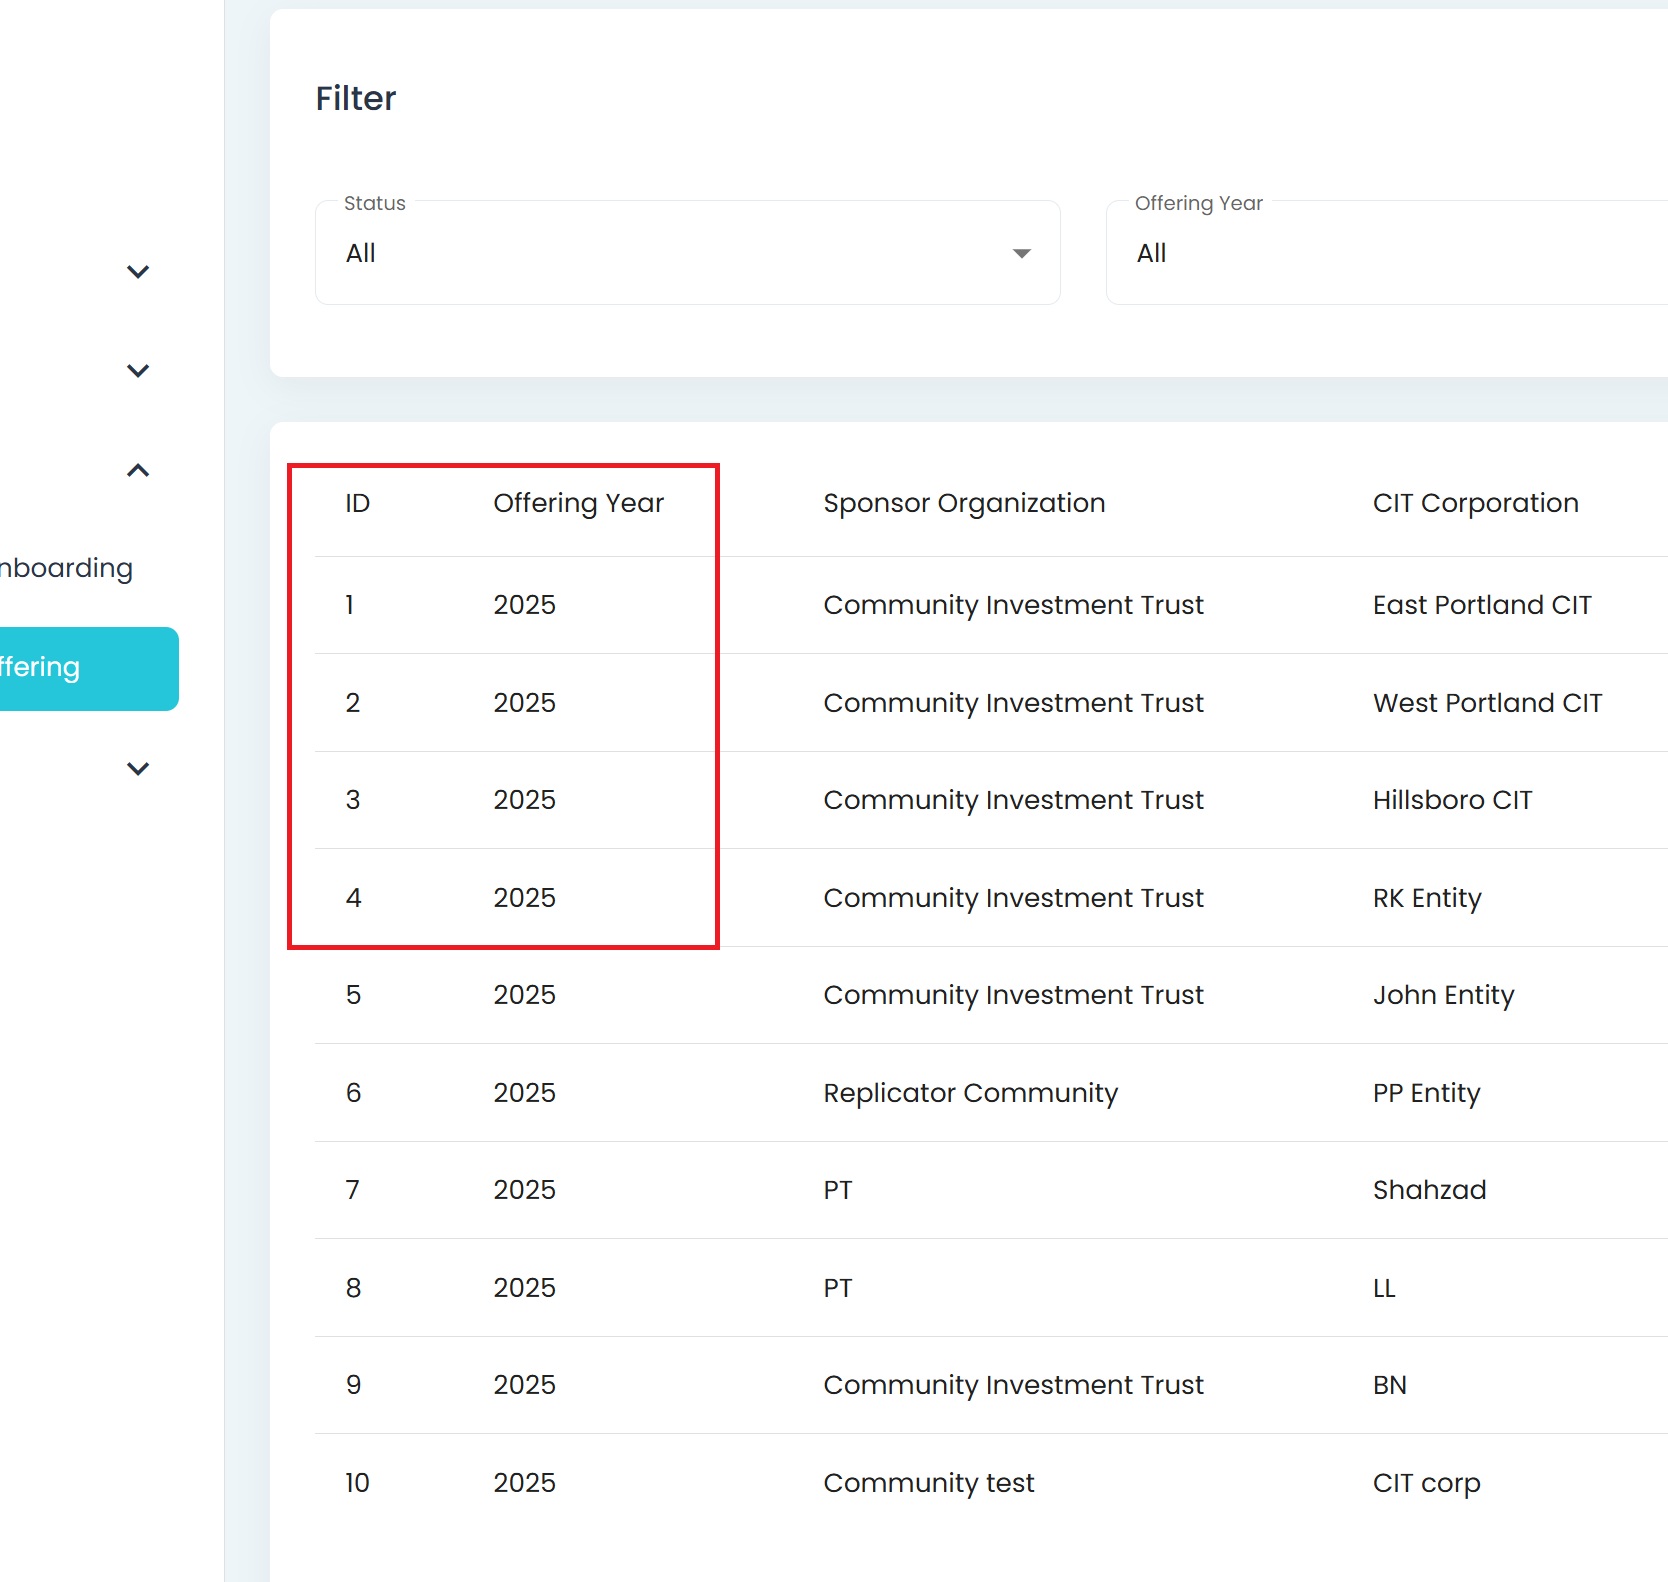 Filter
Status
Offering Year
All
All
nboarding
ffering
ID Offering Year Sponsor Organization CIT Corporation
1 2025 Community Investment Trust East Portland CIT
2 2025 Community Investment Trust West Portland CIT
3 2025 Community Investment Trust Hillsboro CIT
4 2025 Community Investment Trust RK Entity
5 2025 Community Investment Trust John Entity
6 2025 Replicator Community PP Entity
7 2025 PT Shahzad
8 2025 PT LL
9 2025 Community Investment Trust BN
10 2025 Community test CIT corp